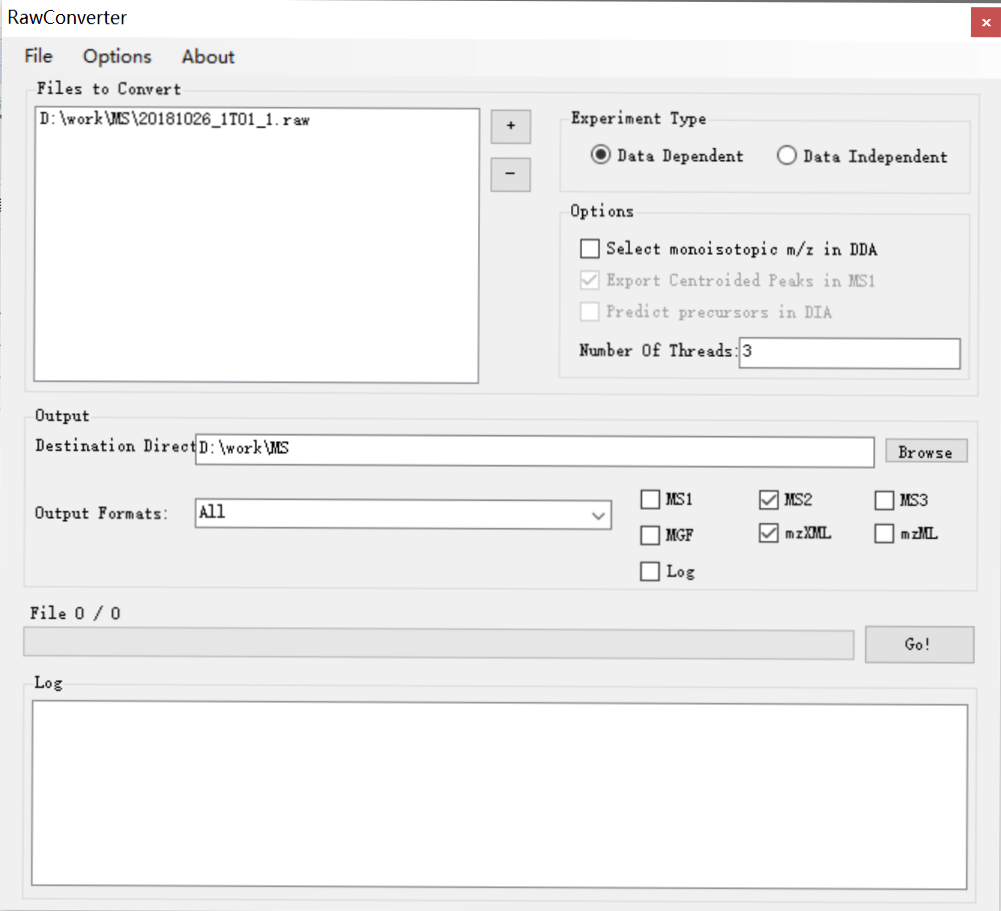 RawConverter
File Options About
Files to Convert
D:\work\MS\20181026_1T01_1.raw
+
-
Experiment Type
Data Dependent Data Independent
Options
Select monoisotopic m/z in DDA
Export Centroided Peaks in MS1
Predict precursors in DIA
Number Of Threads: 3
Output
Destination Direct D:\work\MS Browse
Output Formats: All
MS1 MS2 MS3
MGF mzXML mzML
Log
File 0 / 0
Go!
Log